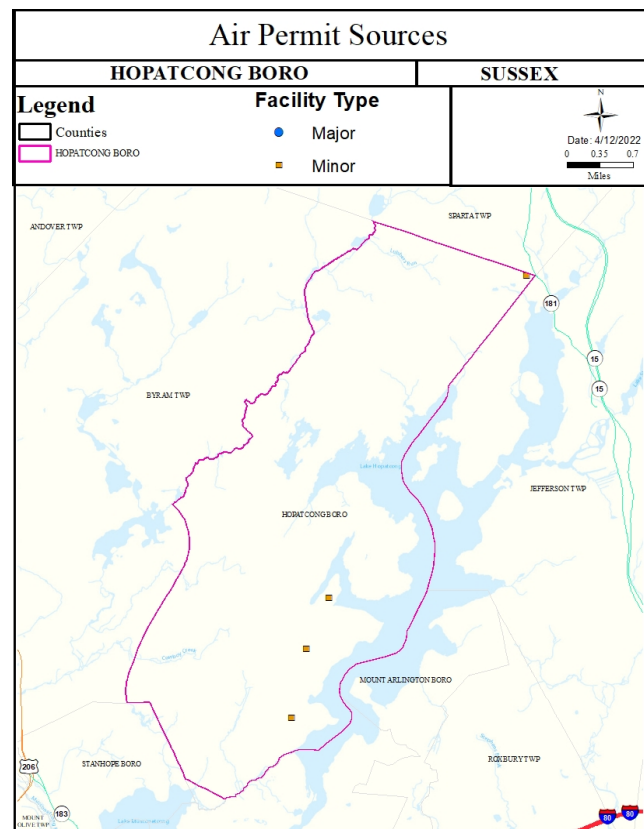 Air Permit Sources
HOPATCONG BORO
SUSSEX
Legend
Counties
HOPATCONG BORO
Facility Type
Major
Minor
N
Date: 4/12/2022
0 0.35 0.7
Miles
ANDOVER TWP
SPARTA TWP
181
15
15
BYRAM TWP
Lake Hopatcong
JEFFERSON TWP
HOPATCONG BORO
MOUNT ARLINGTON BORO
STANHOPE BORO
ROXBURY TWP
206
183
MOUNT
OLIVE TWP
80
80